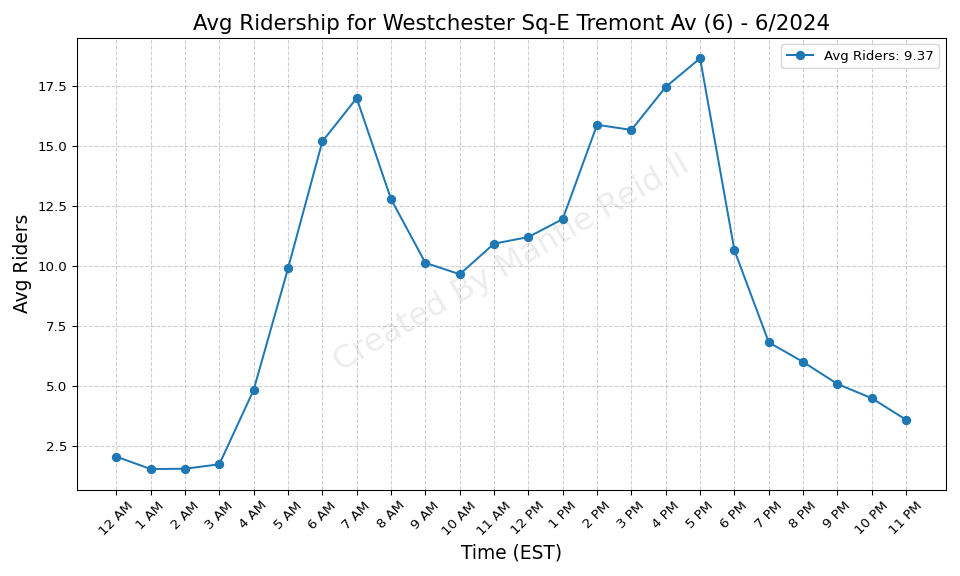 Avg Ridership for Westchester Sq-E Tremont Av (6) - 6/2024
Avg Riders: 9.37
17.5
15.0
12.5
10.0
7.5
5.0
2.5
Avg Riders
Created By Mantle Reid II
12 AM
1 AM
2 AM
3 AM
4 AM
5 AM
6 AM
7 AM
8 AM
9 AM
10 AM
11 AM
12 PM
1 PM
2 PM
3 PM
4 PM
5 PM
6 PM
7 PM
8 PM
9 PM
10 PM
11 PM
Time (EST)